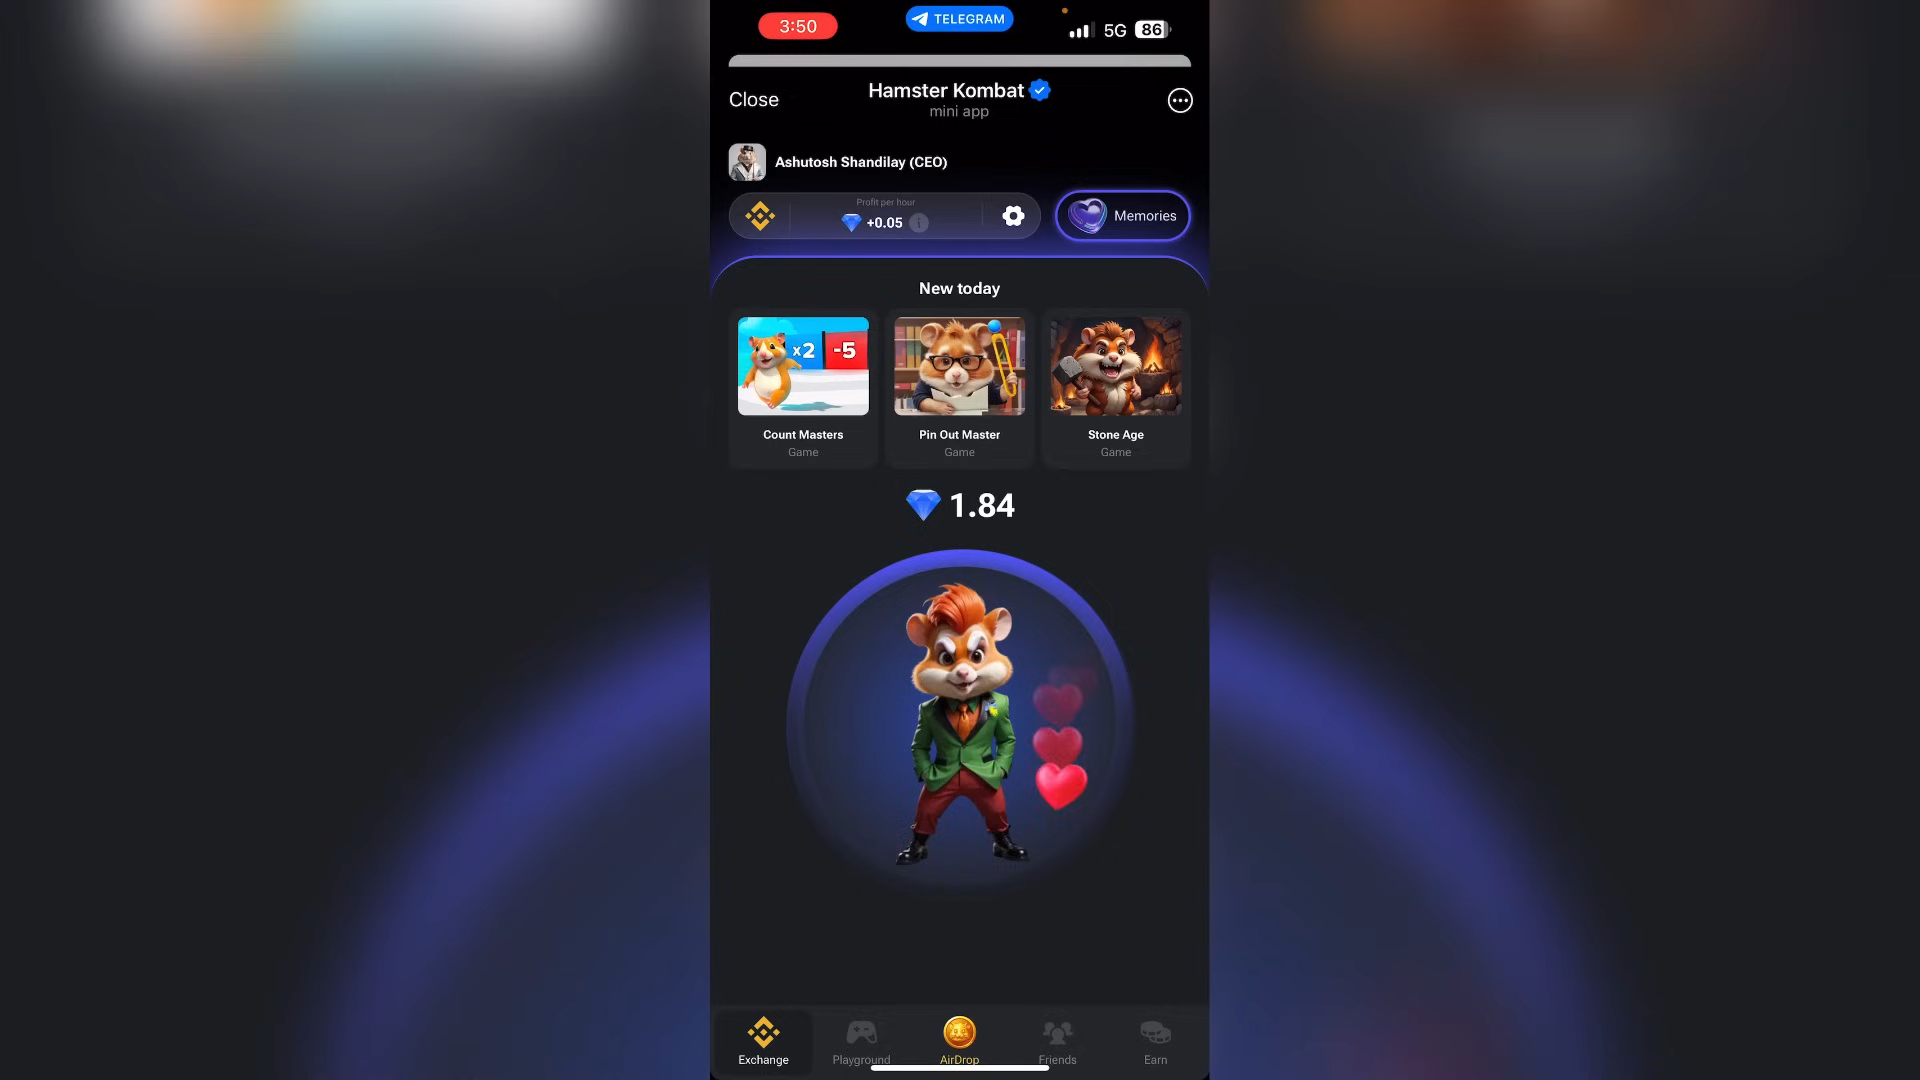 3:50
TELEGRAM
5G
86
Close
Hamster Kombat
mini app
Ashutosh Shandilay (CEO)
Profit per hour
+0.05
Memories
New today
x2
-5
Count Masters
Game
Pin Out Master
Game
Stone Age
Game
1.84
Exchange
Playground
AirDrop
Friends
Earn